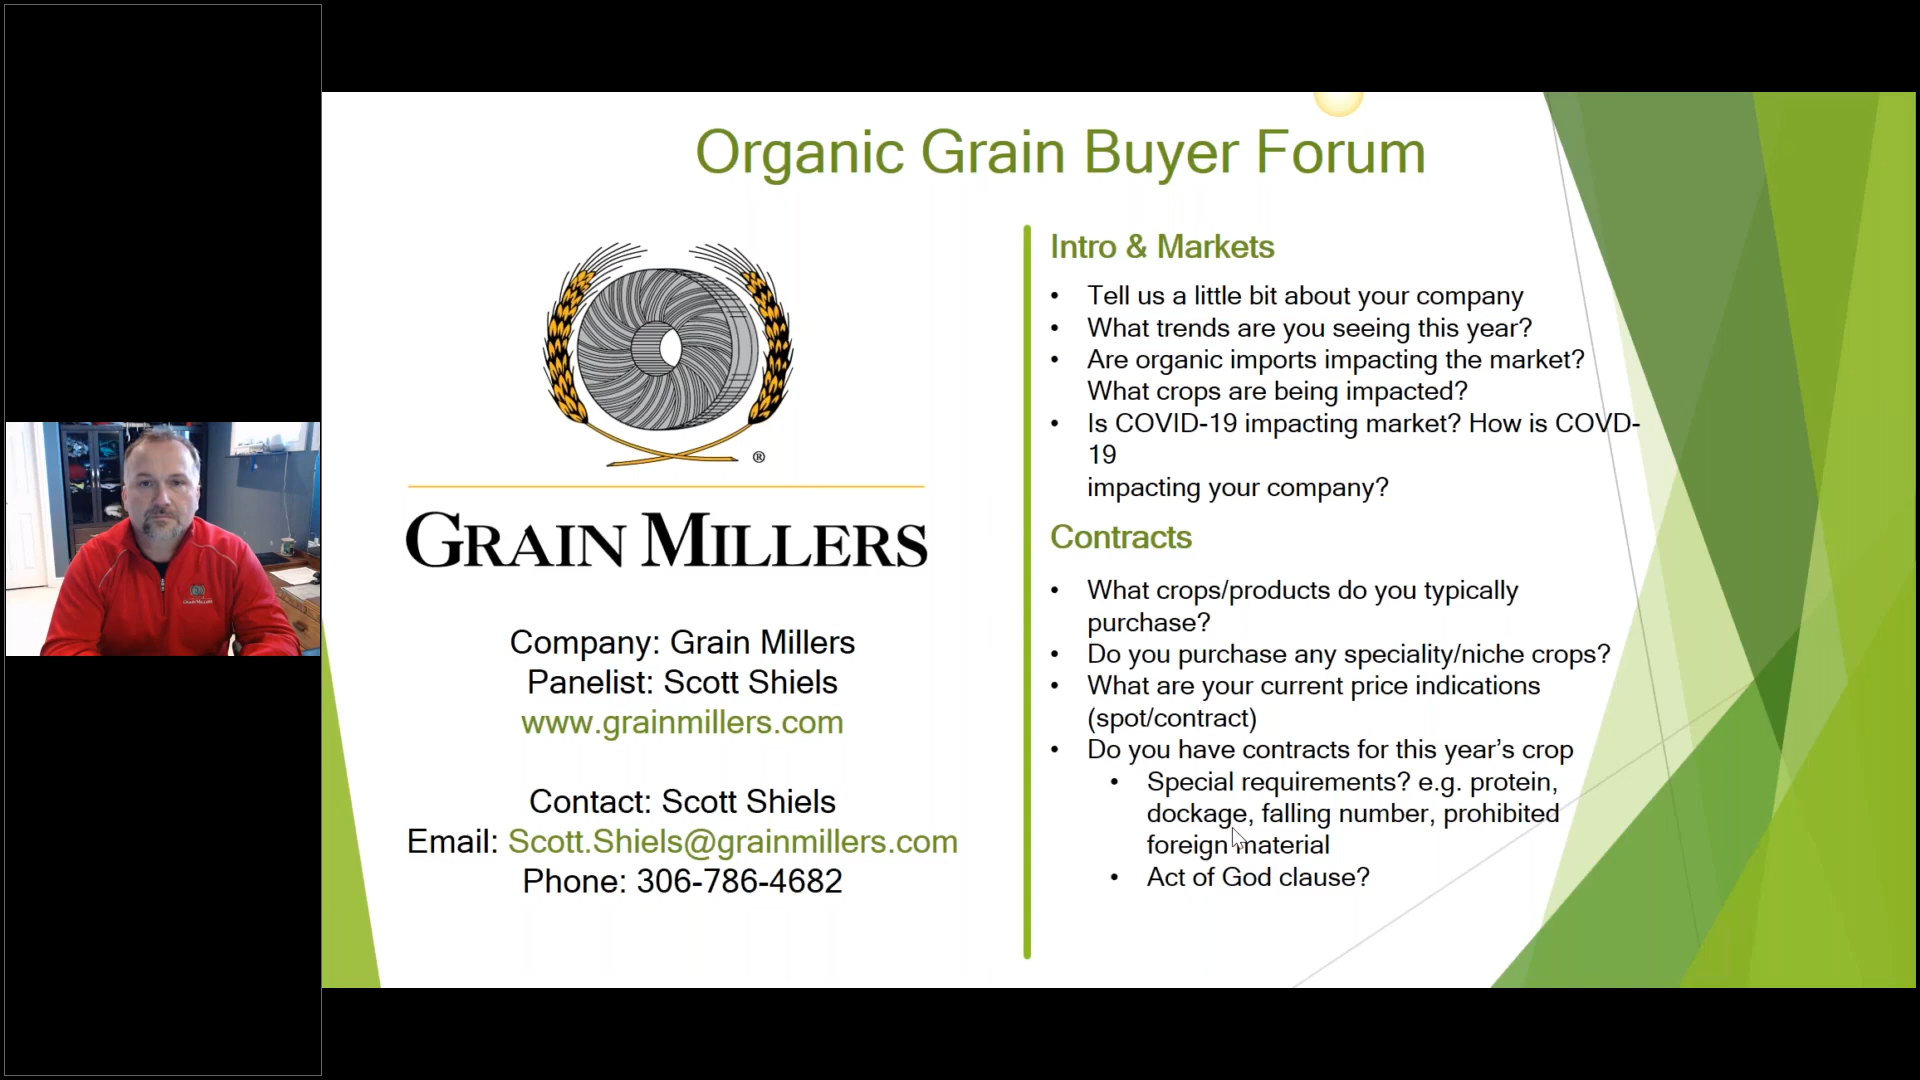 Organic Grain Buyer Forum
®
GRAIN MILLERS
Company: Grain Millers
Panelist: Scott Shiels
www.grainmillers.com
Contact: Scott Shiels
Email: Scott.Shiels@grainmillers.com
Phone: 306-786-4682
Intro & Markets
• Tell us a little bit about your company
• What trends are you seeing this year?
• Are organic imports impacting the market?
What crops are being impacted?
• Is COVID-19 impacting market? How is COVD-
19
impacting your company?
Contracts
• What crops/products do you typically
purchase?
• Do you purchase any speciality/niche crops?
• What are your current price indications
(spot/contract)
• Do you have contracts for this year’s crop
• Special requirements? e.g. protein,
dockage, falling number, prohibited
foreign material
• Act of God clause?
GRAIN MILLERS